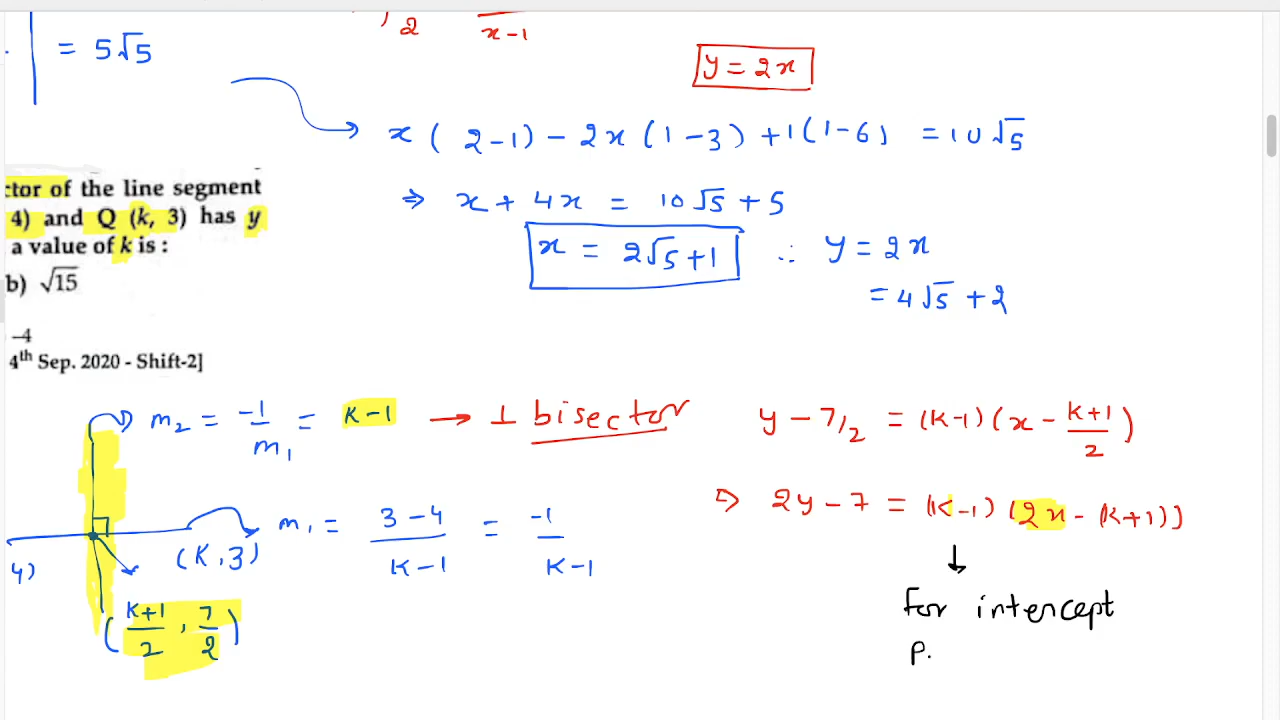 2 x-1
. | = 5√5
y = 2x
x ( 2-1) - 2x (1-3) +1(1-6) = 10√5
ctor of the line segment
⇒ x + 4x = 10√5 + 5
4) and Q (k, 3) has y
a value of k is :
x = 2√5+1 ∴ y = 2x
b) √15
= 4√5 + 2
-4
4th Sep. 2020 - Shift-2]
m₂ = -1/m₁ = K-1 → ⊥ bisector
y - 7/2 = (K-1)(x - K+1/2)
⇒ 2y - 7 = (K-1)(2x - (K+1))
m₁ = 3-4/K-1 = -1/K-1
(K,3)
4)
↓
For intercept
(K+1/2, 7/2)
P.